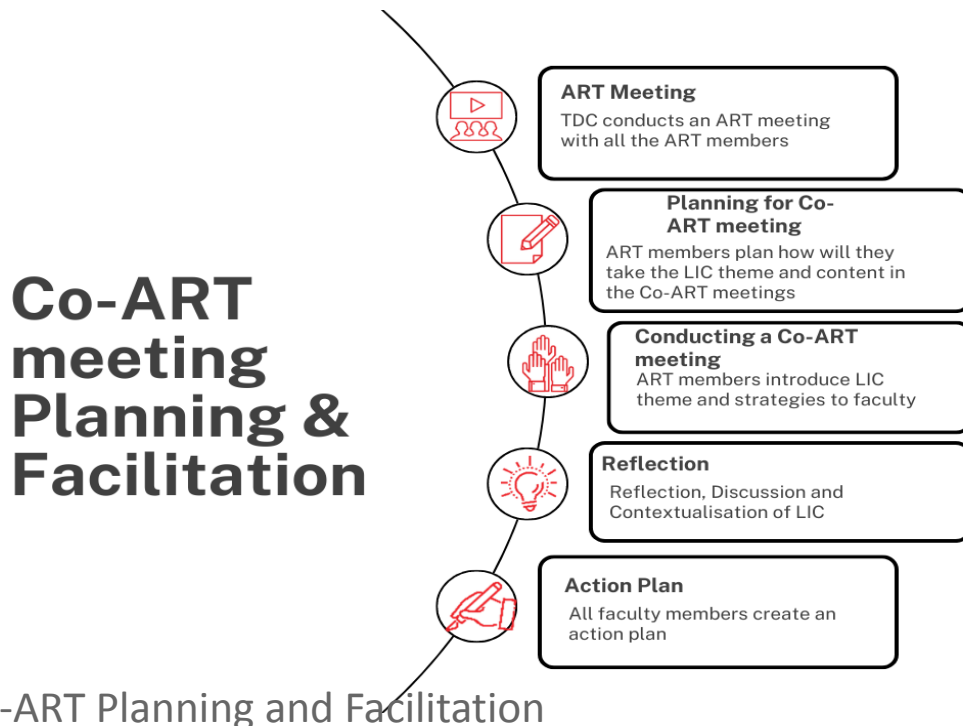 Co-ART
meeting
Planning &
Facilitation
ART Meeting
TDC conducts an ART meeting
with all the ART members
Planning for Co-
ART meeting
ART members plan how will they
take the LIC theme and content in
the Co-ART meetings
Conducting a Co-ART
meeting
ART members introduce LIC
theme and strategies to faculty
Reflection
Reflection, Discussion and
Contextualisation of LIC
Action Plan
All faculty members create an
action plan
-ART Planning and Facilitation